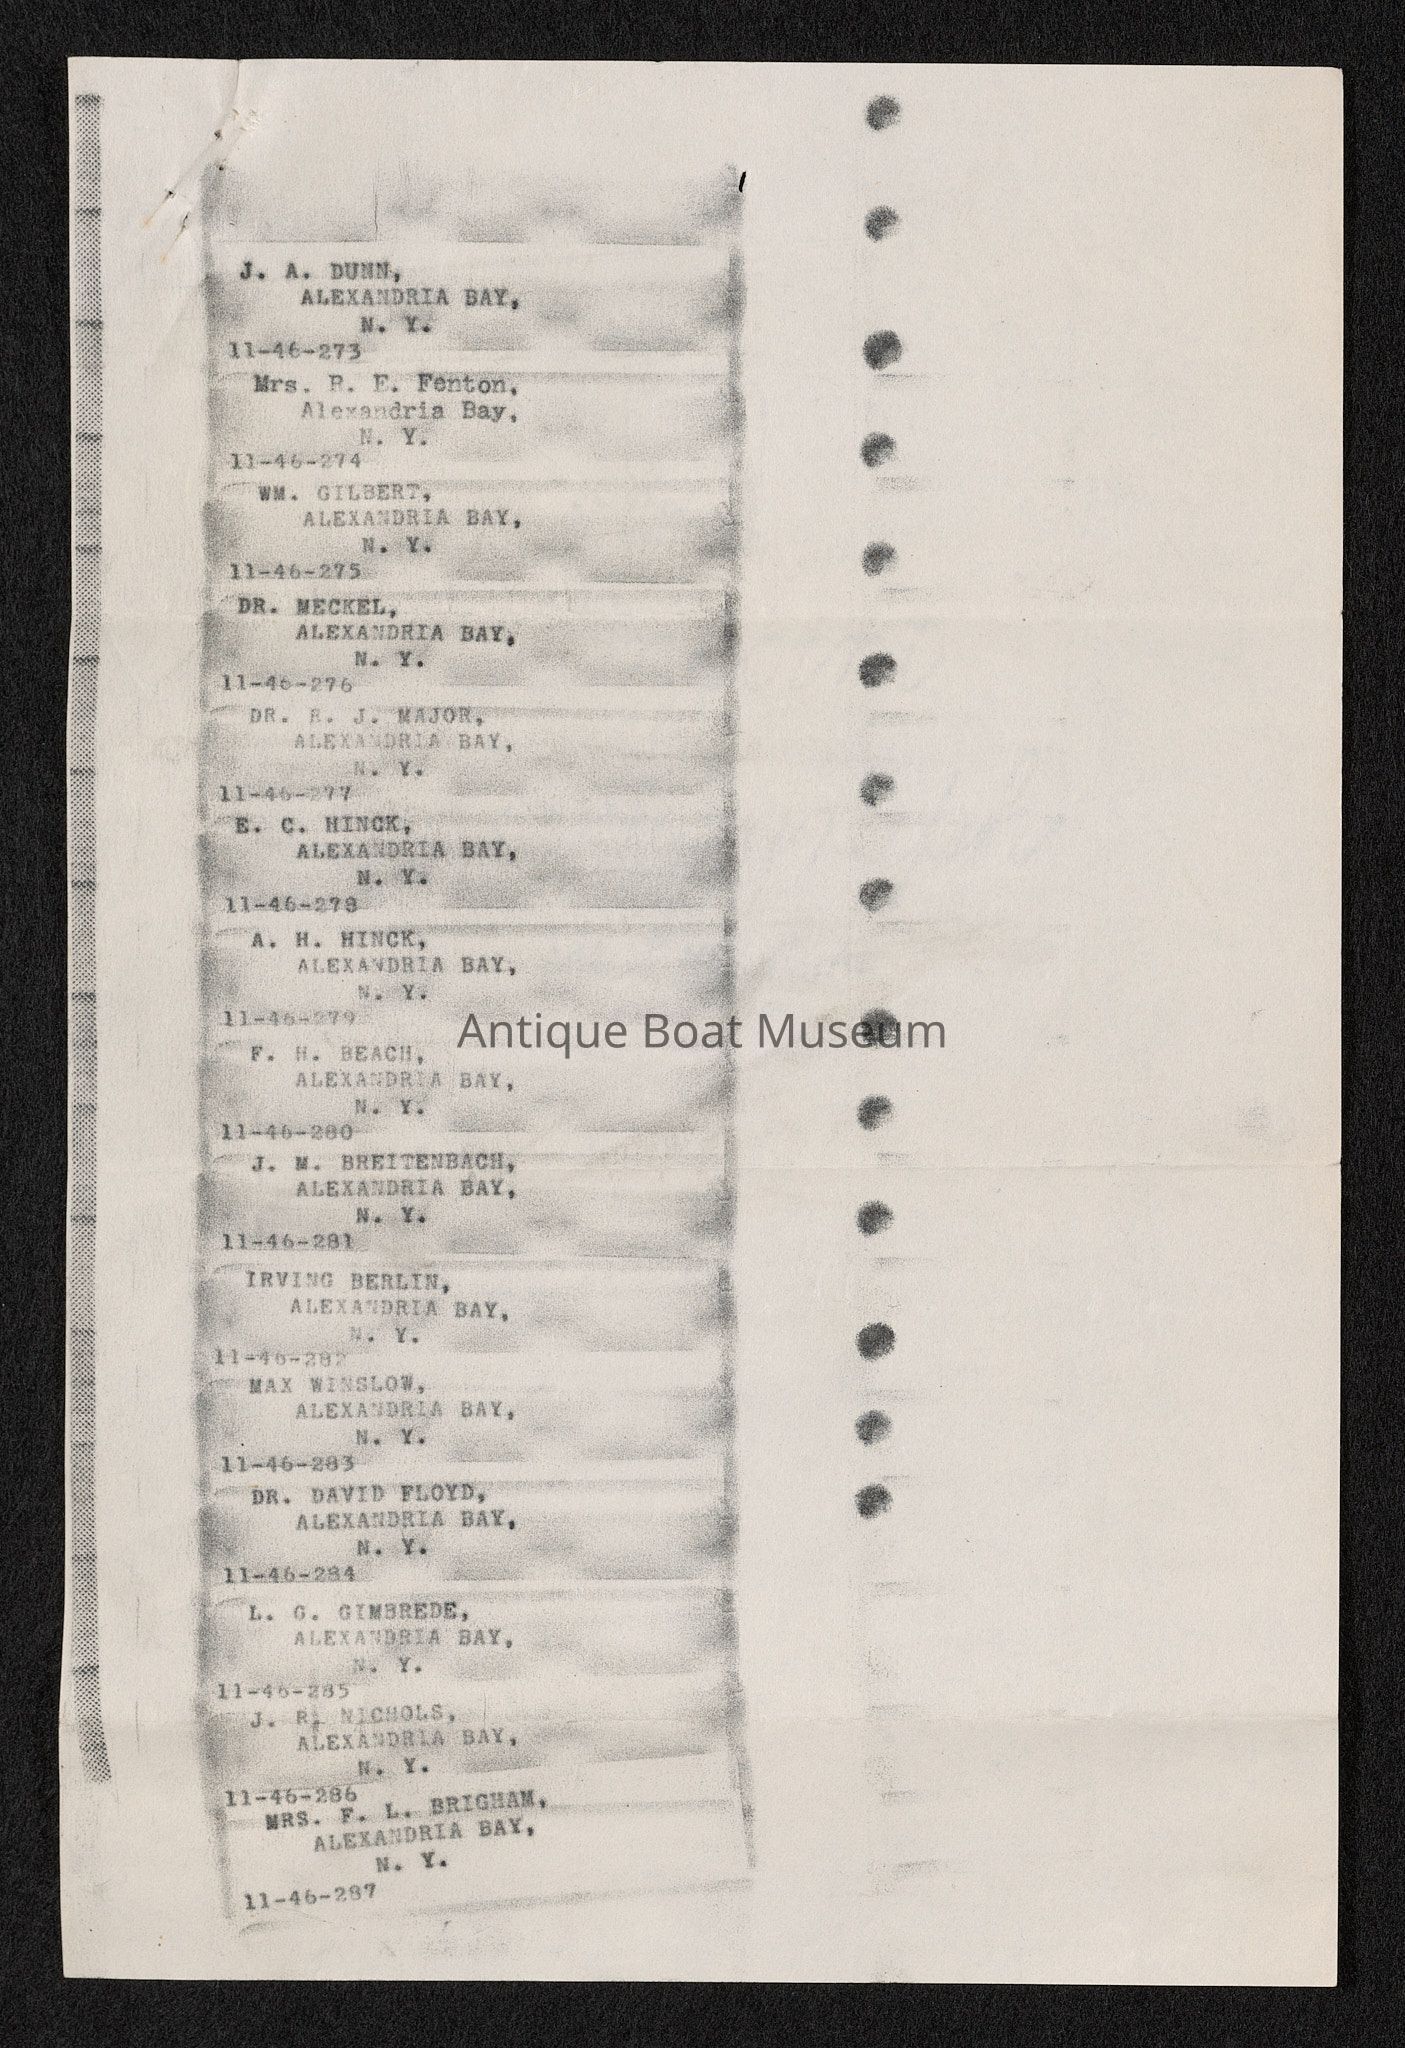 J. A. DUNN,
ALEXANDRIA BAY,
N. Y.
11-46-273
Mrs. R. E. Fenton,
Alexandria Bay,
N. Y.
11-46-274
WM. GILBERT,
ALEXANDRIA BAY,
N. Y.
11-46-275
DR. MECKEL,
ALEXANDRIA BAY,
N. Y.
11-46-276
DR. R. J. MAJOR,
ALEXANDRIA BAY,
N. Y.
11-46-277
E. C. HINCK,
ALEXANDRIA BAY,
N. Y.
11-46-278
A. H. HINCK,
ALEXANDRIA BAY,
N. Y.
11-46-279
Antique Boat Museum
F. H. BEACH,
ALEXANDRIA BAY,
N. Y.
11-46-280
J. M. BREITENBACH,
ALEXANDRIA BAY,
N. Y.
11-46-281
IRVING BERLIN,
ALEXANDRIA BAY,
N. Y.
11-46-282
MAX WINSLOW,
ALEXANDRIA BAY,
N. Y.
11-46-283
DR. DAVID FLOYD,
ALEXANDRIA BAY,
N. Y.
11-46-284
L. G. GIMBREDE,
ALEXANDRIA BAY,
N. Y.
11-46-285
J. R. NICHOLS,
ALEXANDRIA BAY,
N. Y.
11-46-286
MRS. F. L. BRIGHAM,
ALEXANDRIA BAY,
N. Y.
11-46-287